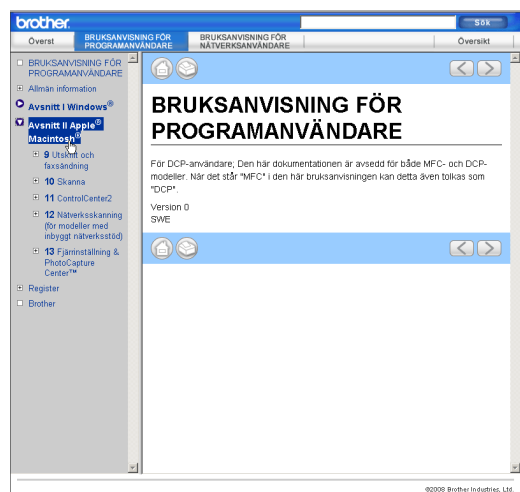 brother.
Sök
Överst
BRUKSANVISNING FÖR
PROGRAMANVÄNDARE
BRUKSANVISNING FÖR
NÄTVERKSANVÄNDARE
Översikt
BRUKSANVISNING FÖR
PROGRAMANVÄNDARE
Allmän information
Avsnitt I Windows®
Avsnitt II Apple®
Macintosh®
9 Utskrift och
faxsändning
10 Skanna
11 ControlCenter2
12 Nätverksskanning
(för modeller med
inbyggt nätverksstöd)
13 Fjärrinställning &
PhotoCapture
Center™
Register
Brother
BRUKSANVISNING FÖR
PROGRAMANVÄNDARE
För DCP-användare; Den här dokumentationen är avsedd för både MFC- och DCP-
modeller. När det står "MFC" i den här bruksanvisningen kan detta även tolkas som
"DCP".
Version 0
SWE
©2008 Brother Industries, Ltd.